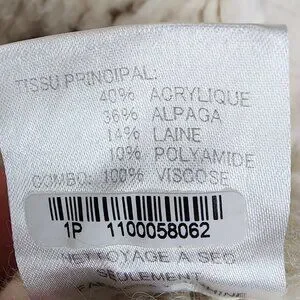 TISSU PRINCIPAL:
40% ACRYLIQUE
36% ALPAGA
14% LAINE
10% POLYAMIDE
COMBO: 100% VISCOSE
1P 1100058062
NETTOYAGE A SEC
SEULEMENT